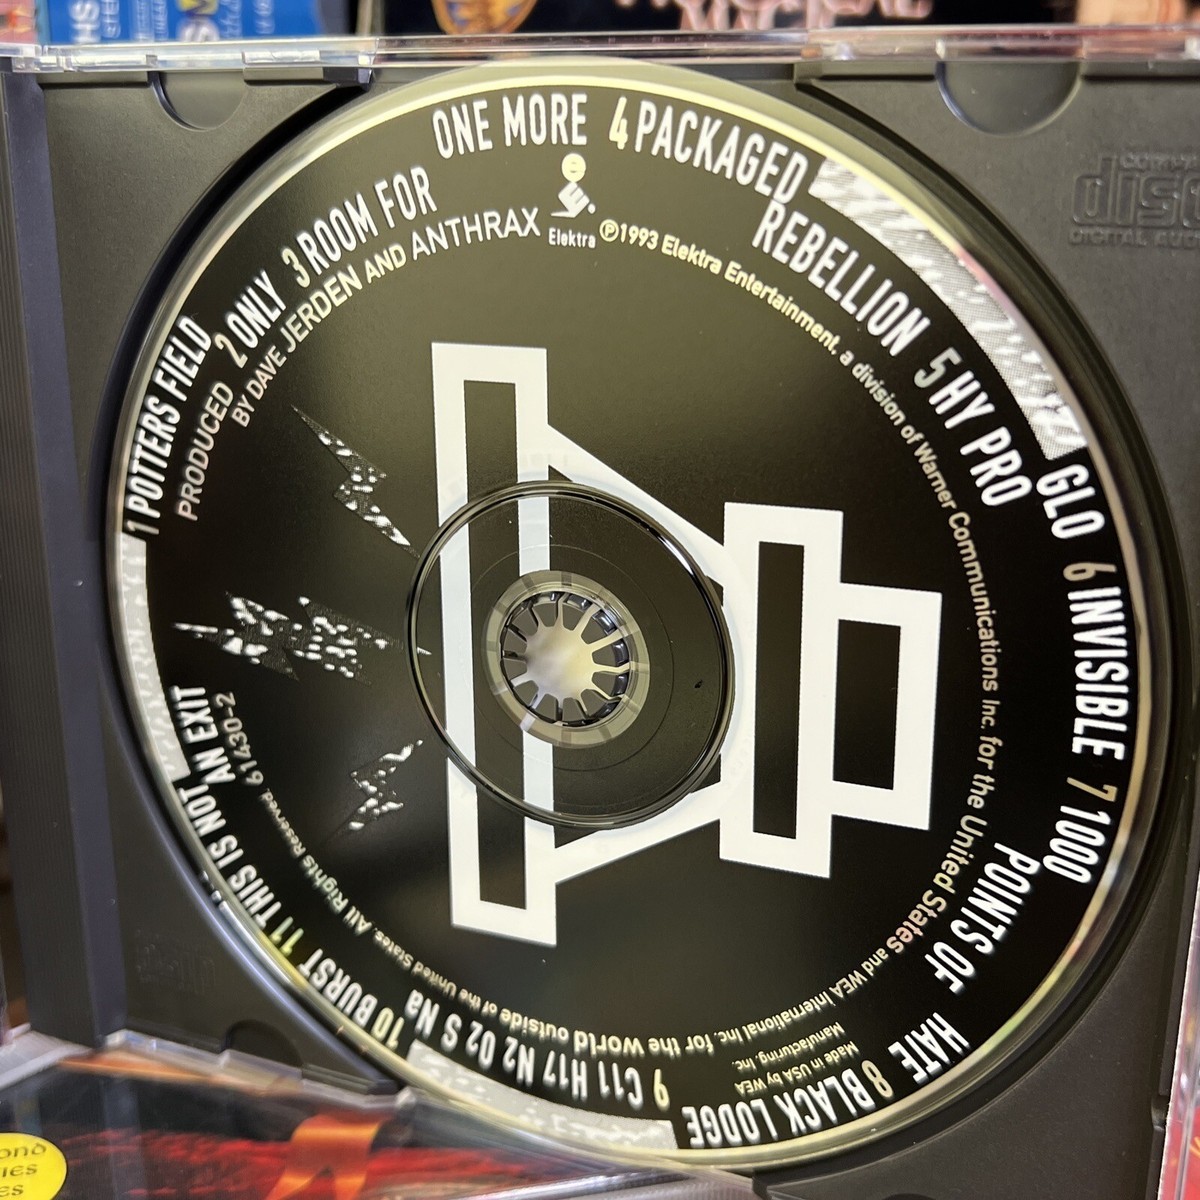 1 POTTERS FIELD
2 ONLY
3 ROOM FOR
ONE MORE
4 PACKAGED
REBELLION
5 HY PRO
GLO
6 INVISIBLE
7 1000
POINTS OF
HATE
8 BLACK LODGE
9 C11 H17 N2 O2 S Na
10 BURST
11 THIS IS NOT AN EXIT
PRODUCED
BY DAVE JERDEN AND ANTHRAX
Elektra
℗1993 Elektra Entertainment, a division of Warner Communications Inc. for the United States and WEA International Inc. for the world outside of the United States. All Rights Reserved. 61430-2
Made in USA by WEA
Manufacturing, Inc
disc
DIGITAL AUD